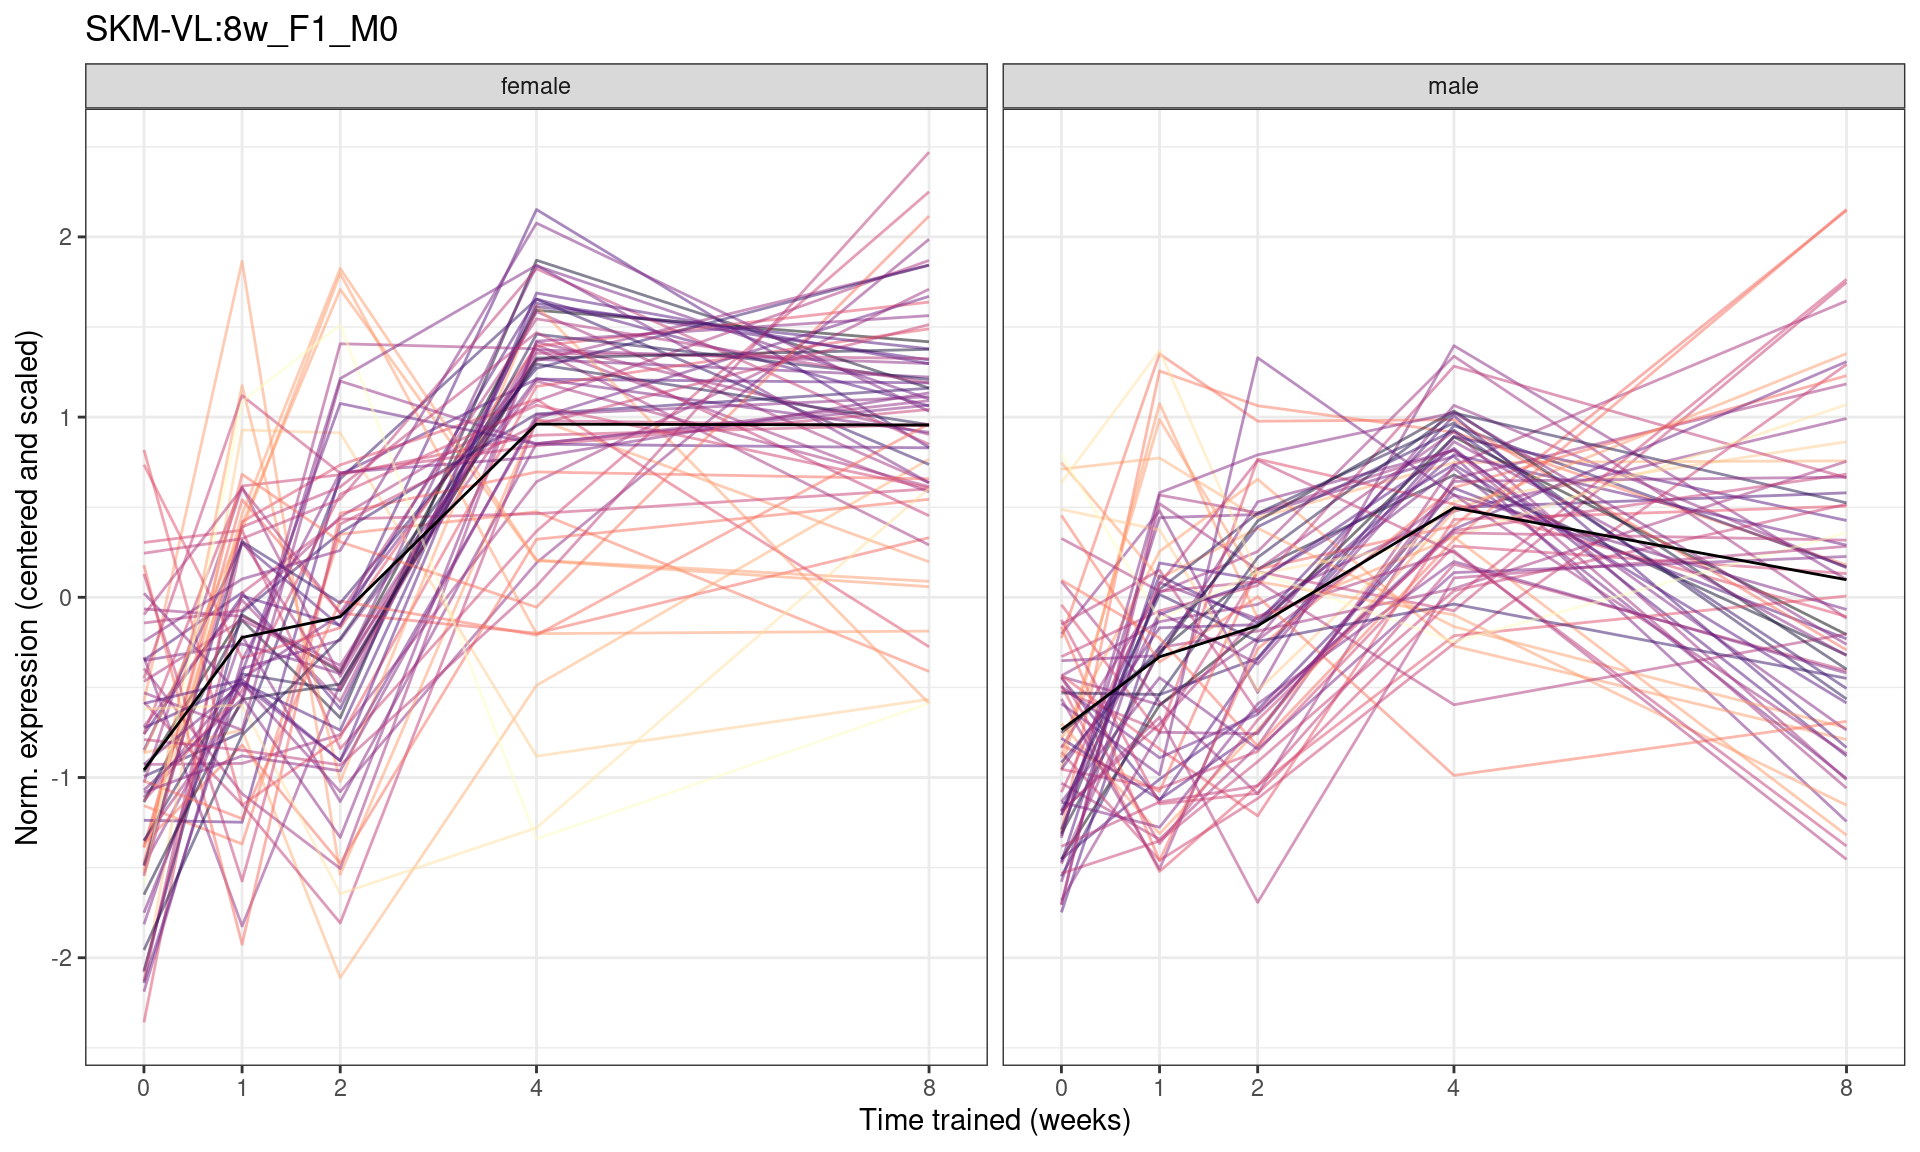 SKM-VL:8w_F1_M0
female
male
Norm. expression (centered and scaled)
2
1
0
-1
-2
0 1 2 4 8
0 1 2 4 8
Time trained (weeks)